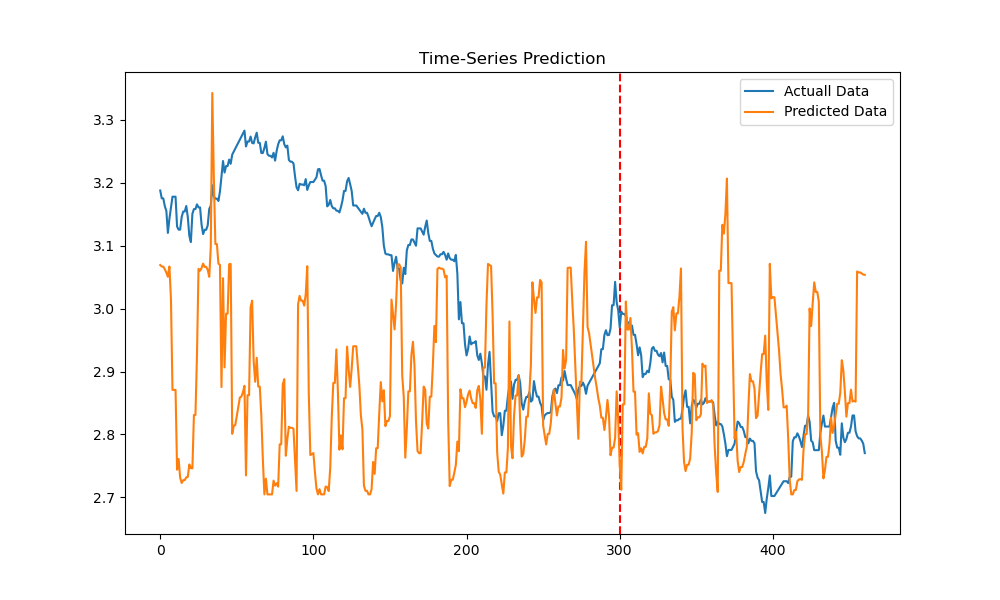 Time-Series Prediction
Actuall Data
Predicted Data
3.3
3.2
3.1
3.0
2.9
2.8
2.7
0 100 200 300 400